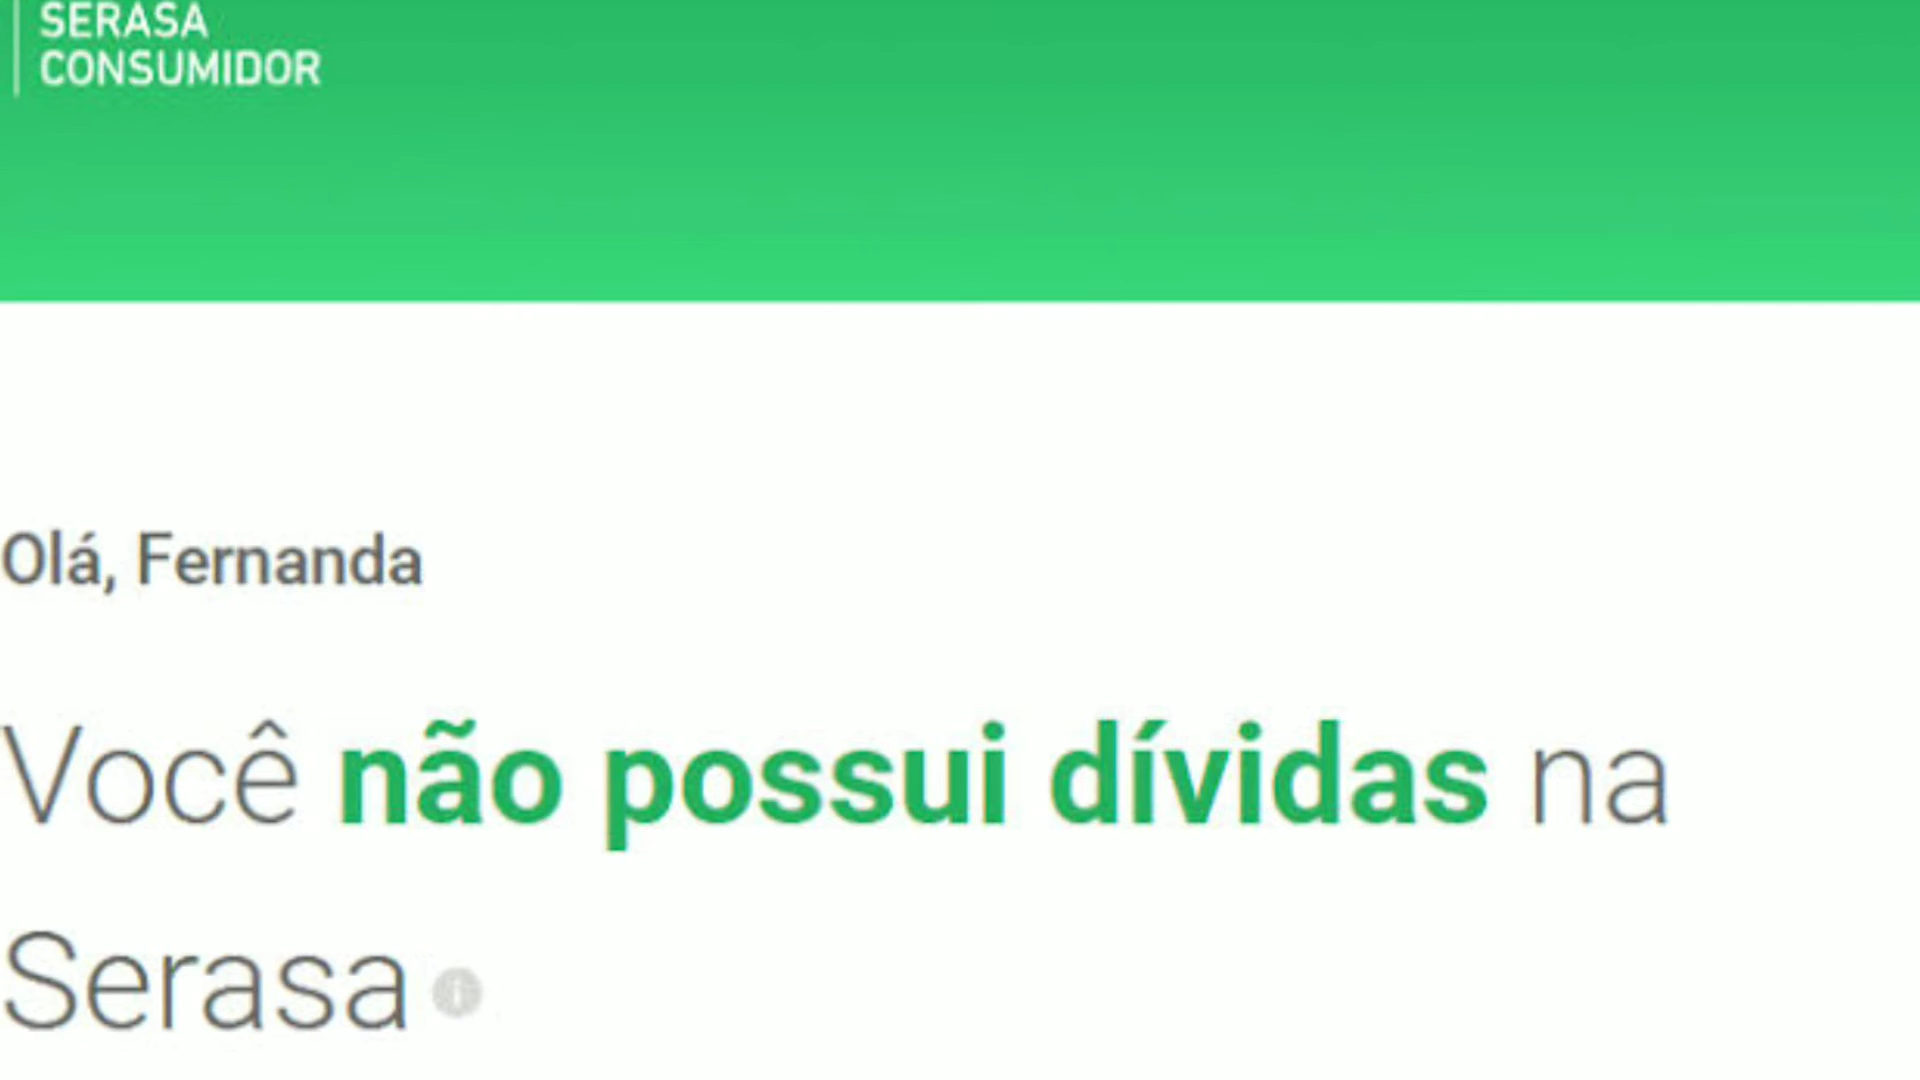 SERASA
CONSUMIDOR
Olá, Fernanda
Você não possui dívidas na
Serasa